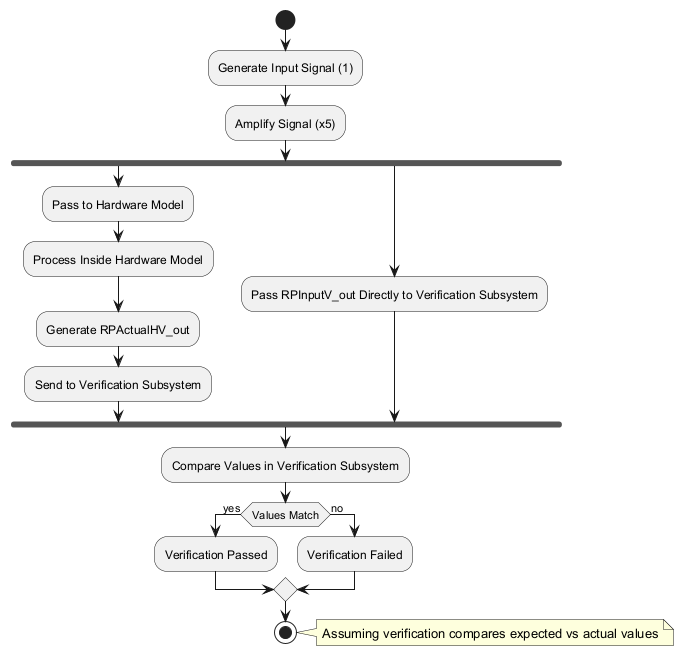 Generate Input Signal (1)
Amplify Signal (x5)
Pass to Hardware Model
Process Inside Hardware Model
Pass RPInputV_out Directly to Verification Subsystem
Generate RPActualHV_out
Send to Verification Subsystem
Compare Values in Verification Subsystem
yes
Values Match
no
Verification Passed
Verification Failed
Assuming verification compares expected vs actual values